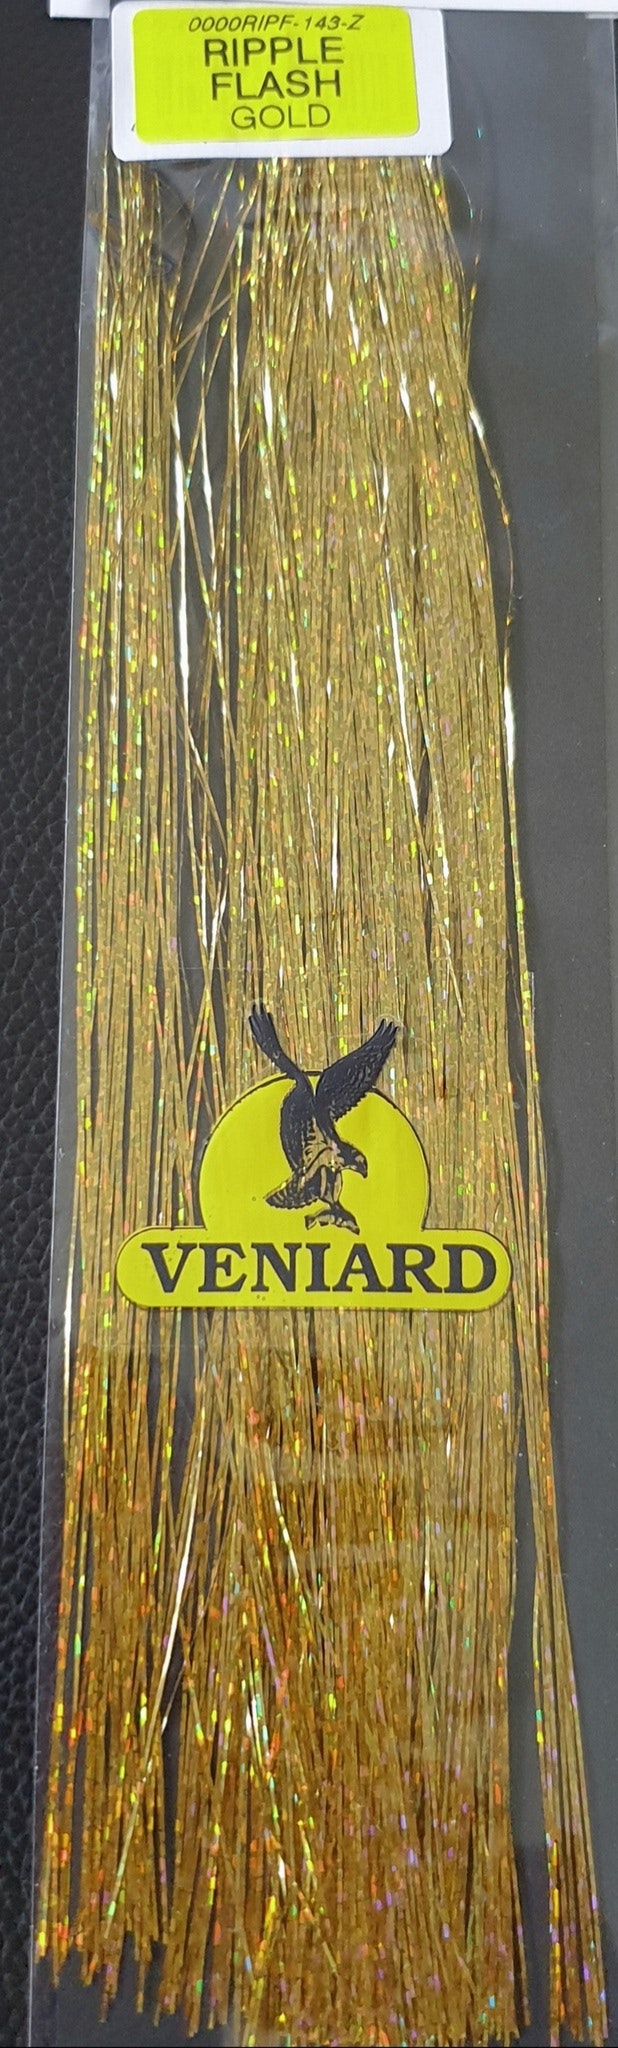 0000RIPF-143-Z
RIPPLE
FLASH
GOLD
VENIARD